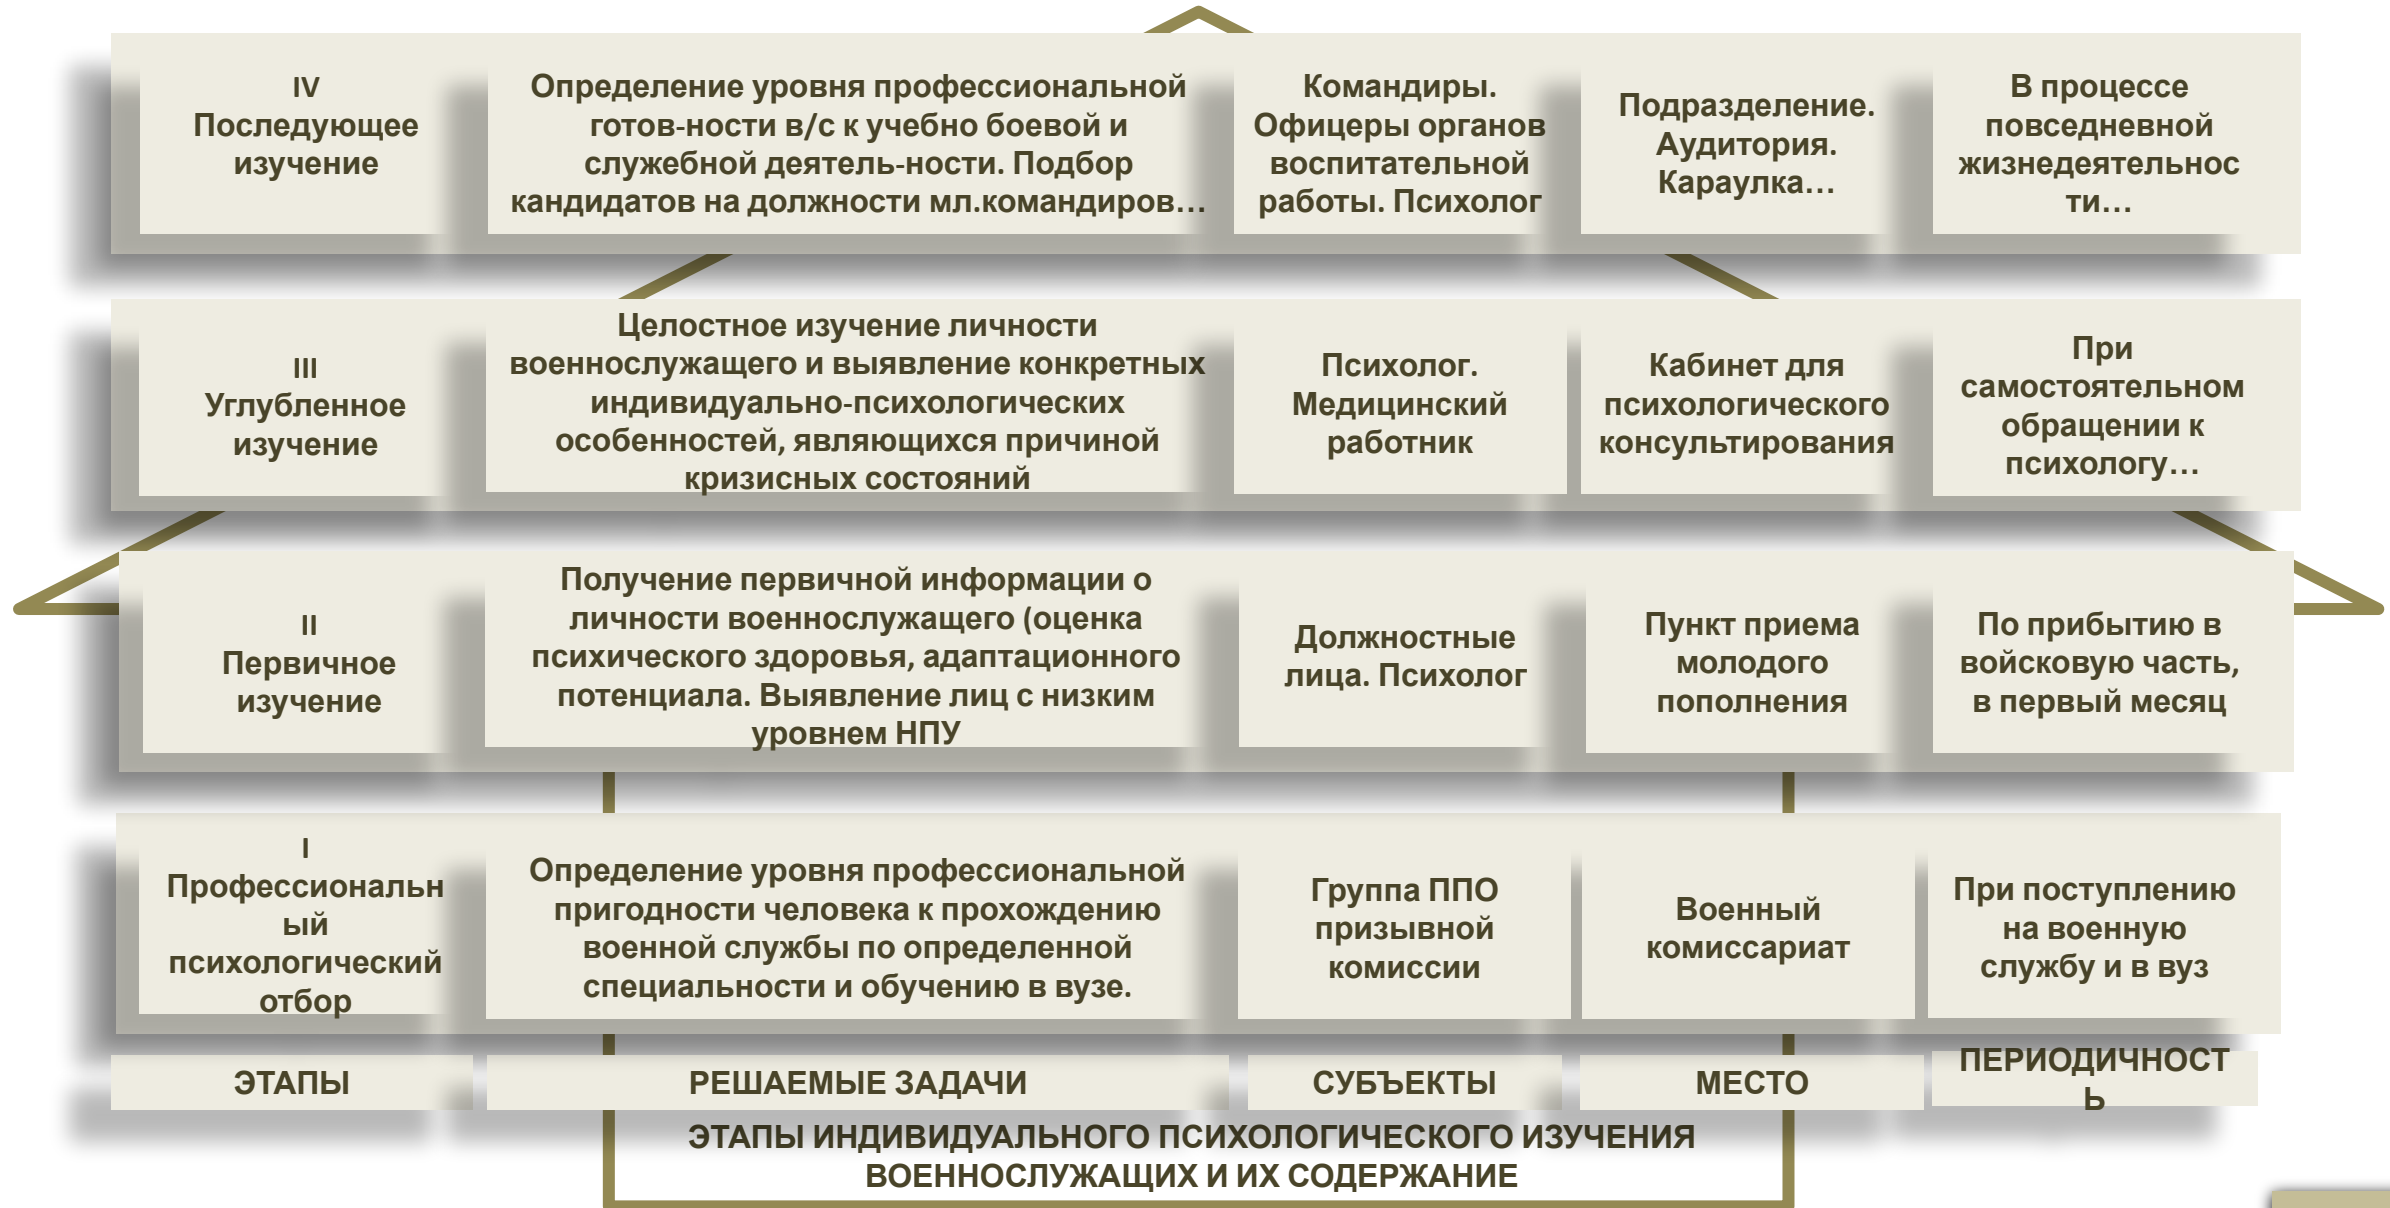 IV
Последующее
изучение
Определение уровня профессиональной
готов-ности в/с к учебно боевой и
служебной деятель-ности. Подбор
кандидатов на должности мл.командиров…
Командиры.
Офицеры органов
воспитательной
работы. Психолог
Подразделение.
Аудитория.
Караулка…
В процессе
повседневной
жизнедеятельнос
ти…
III
Углубленное
изучение
Целостное изучение личности
военнослужащего и выявление конкретных
индивидуально-психологических
особенностей, являющихся причиной
кризисных состояний
Психолог.
Медицинский
работник
Кабинет для
психологического
консультирования
При
самостоятельном
обращении к
психологу…
II
Первичное
изучение
Получение первичной информации о
личности военнослужащего (оценка
психического здоровья, адаптационного
потенциала. Выявление лиц с низким
уровнем НПУ
Должностные
лица. Психолог
Пункт приема
молодого
пополнения
По прибытию в
войсковую часть,
в первый месяц
I
Профессиональн
ый
психологический
отбор
Определение уровня профессиональной
пригодности человека к прохождению
военной службы по определенной
специальности и обучению в вузе.
Группа ППО
призывной
комиссии
Военный
комиссариат
При поступлению
на военную
службу и в вуз
ЭТАПЫ
РЕШАЕМЫЕ ЗАДАЧИ
СУБЪЕКТЫ
МЕСТО
ПЕРИОДИЧНОСТ
Ь
ЭТАПЫ ИНДИВИДУАЛЬНОГО ПСИХОЛОГИЧЕСКОГО ИЗУЧЕНИЯ
ВОЕННОСЛУЖАЩИХ И ИХ СОДЕРЖАНИЕ